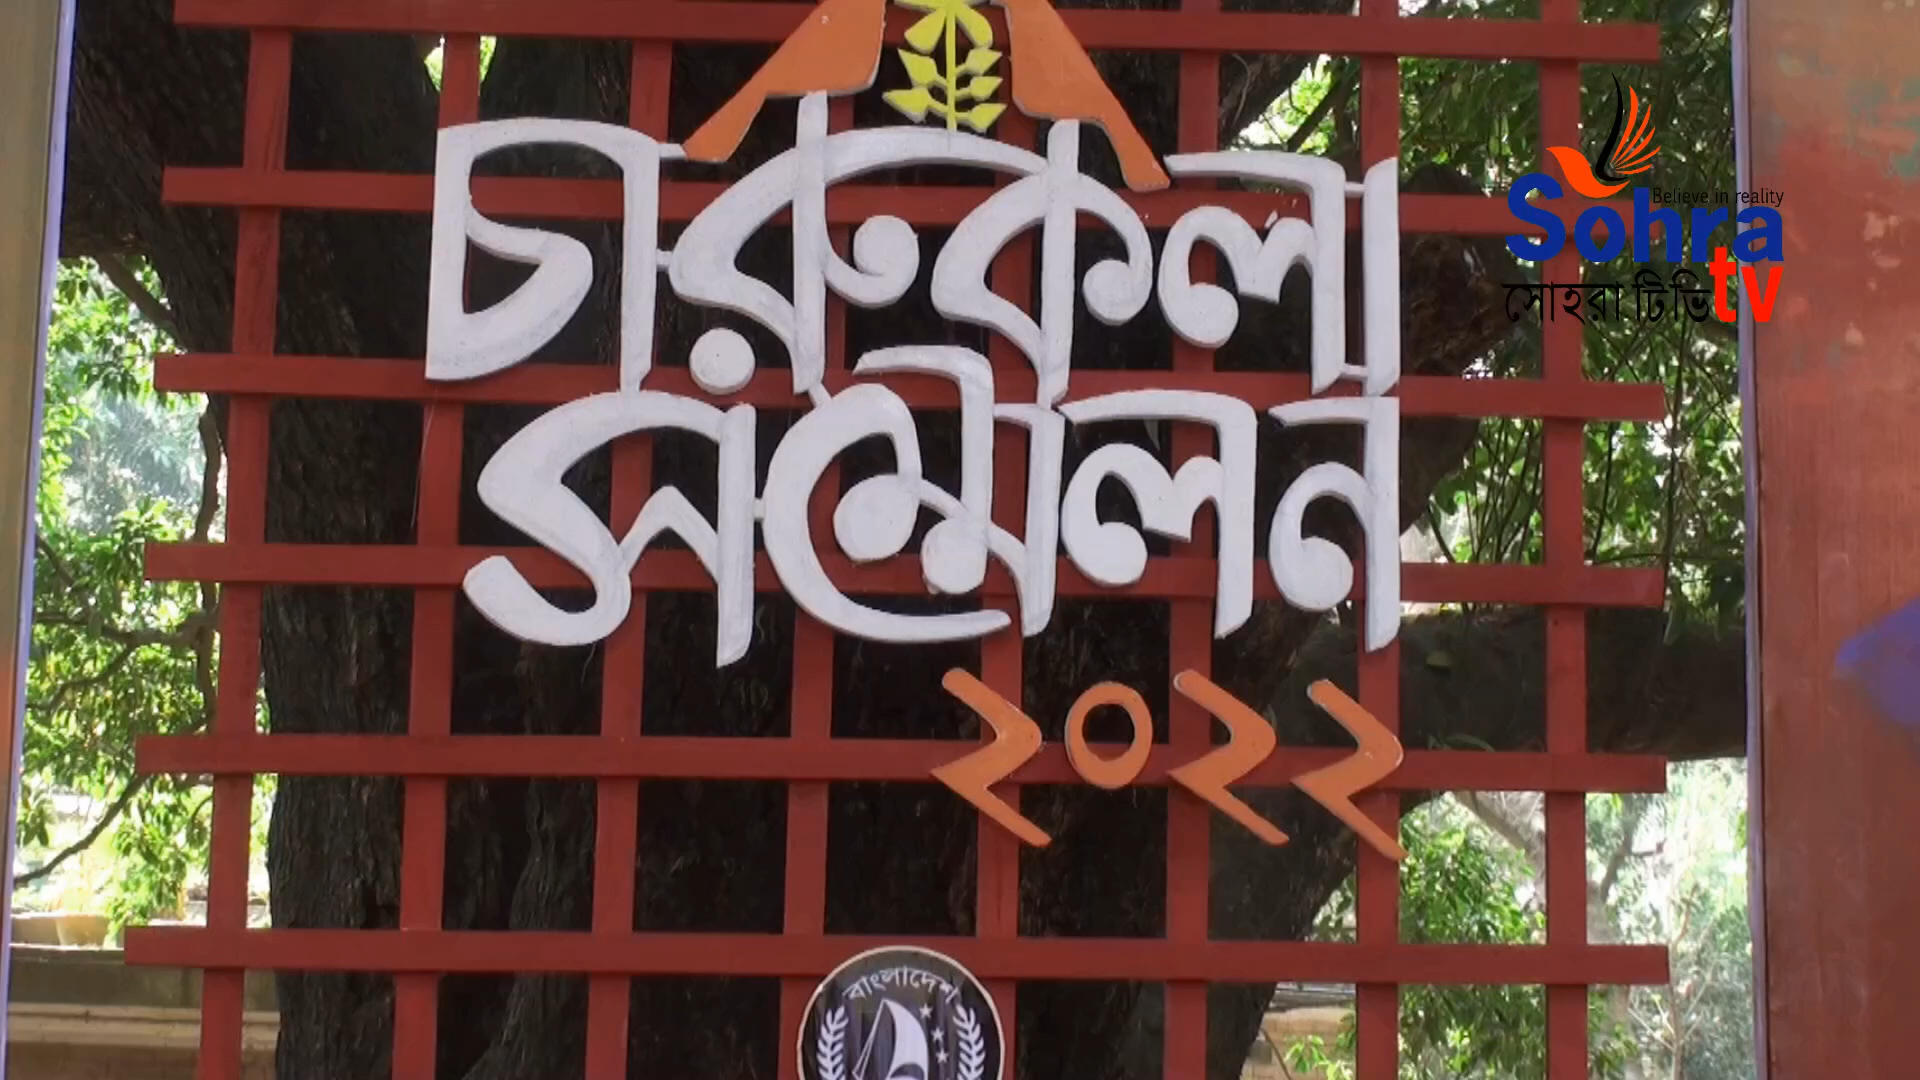 চারুকলা
সম্মেলন
২০২২
Believe in reality
Sohra
tv
সোহরা টিভি
বাংলাদেশ